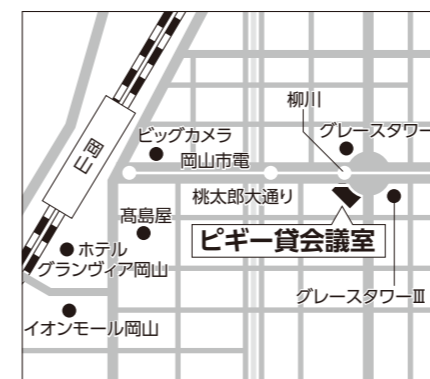 柳川
ビッグカメラ
グレースタワー
岡山市電
岡山
桃太郎大通り
髙島屋
ピギー貸会議室
ホテル
グランヴィア岡山
グレースタワーⅢ
イオンモール岡山